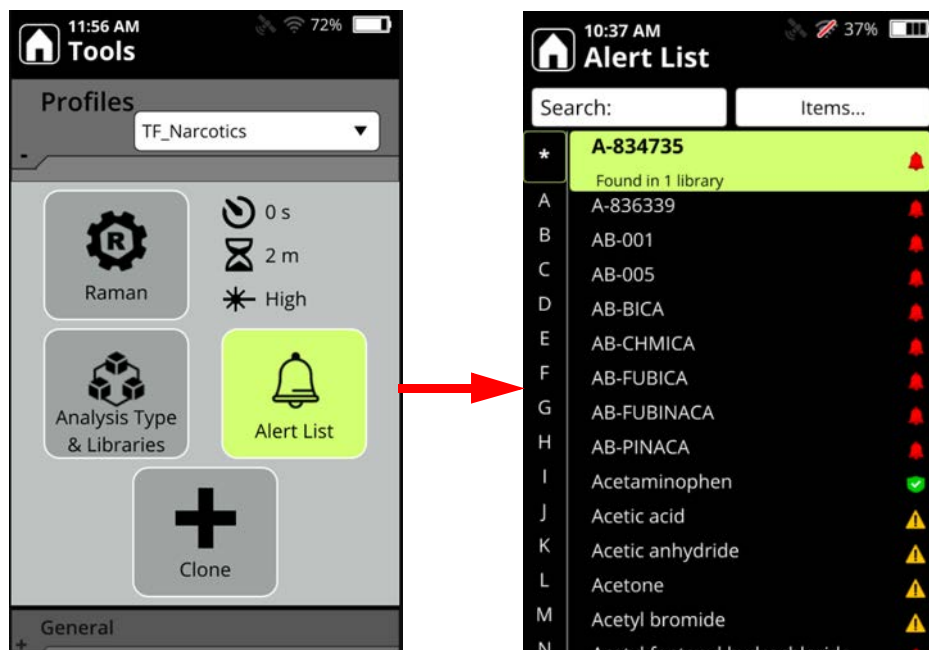 11:56 AM
72%
Tools
Profiles
TF_Narcotics
-
R
0 s
2 m
Raman
High
Analysis Type
& Libraries
Alert List
Clone
General
+
10:37 AM
37%
Alert List
Search:
Items...
*
A-834735
Found in 1 library
A
A-836339
B
AB-001
C
AB-005
D
AB-BICA
E
AB-CHMICA
F
AB-FUBICA
G
AB-FUBINACA
H
AB-PINACA
I
Acetaminophen
J
Acetic acid
K
Acetic anhydride
L
Acetone
M
Acetyl bromide
N